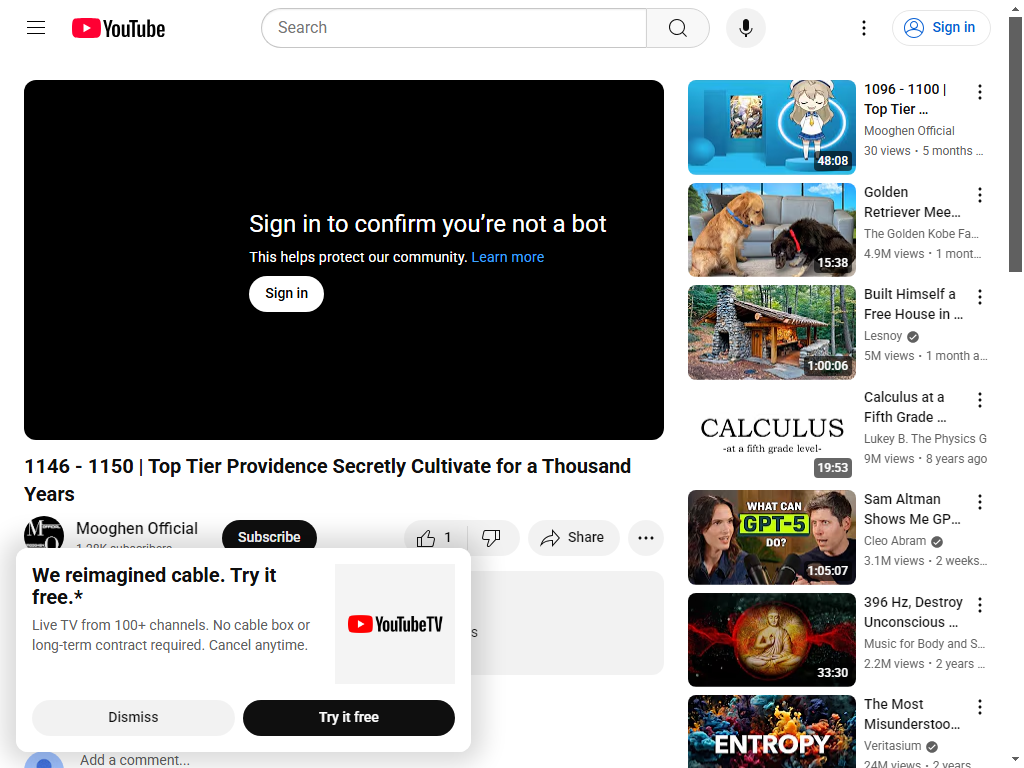 YouTube
Search
Sign in
Sign in to confirm you’re not a bot
This helps protect our community. Learn more
Sign in
1146 - 1150 | Top Tier Providence Secretly Cultivate for a Thousand
Years
Mooghen Official
Subscribe
1
Share
s
We reimagined cable. Try it
free.*
Live TV from 100+ channels. No cable box or
long-term contract required. Cancel anytime.
YouTubeTV
Dismiss
Try it free
Add a comment...
48:08
1096 - 1100 |
Top Tier ...
Mooghen Official
30 views • 5 months ...
15:38
Golden
Retriever Mee...
The Golden Kobe Fa...
4.9M views • 1 mont...
1:00:06
Built Himself a
Free House in ...
Lesnoy
5M views • 1 month a...
CALCULUS
-at a fifth grade level-
19:53
Calculus at a
Fifth Grade ...
Lukey B. The Physics G
9M views • 8 years ago
WHAT CAN
GPT-5
DO?
1:05:07
Sam Altman
Shows Me GP...
Cleo Abram
3.1M views • 2 weeks...
33:30
396 Hz, Destroy
Unconscious ...
Music for Body and S...
2.2M views • 2 years ...
ENTROPY
The Most
Misunderstoo...
Veritasium
24M views • 2 years